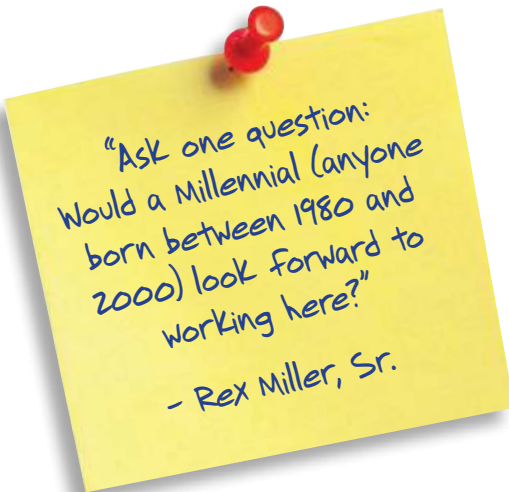 “Ask one question:
Would a Millennial (anyone
born between 1980 and
2000) look forward to
working here?”
- Rex Miller, Sr.